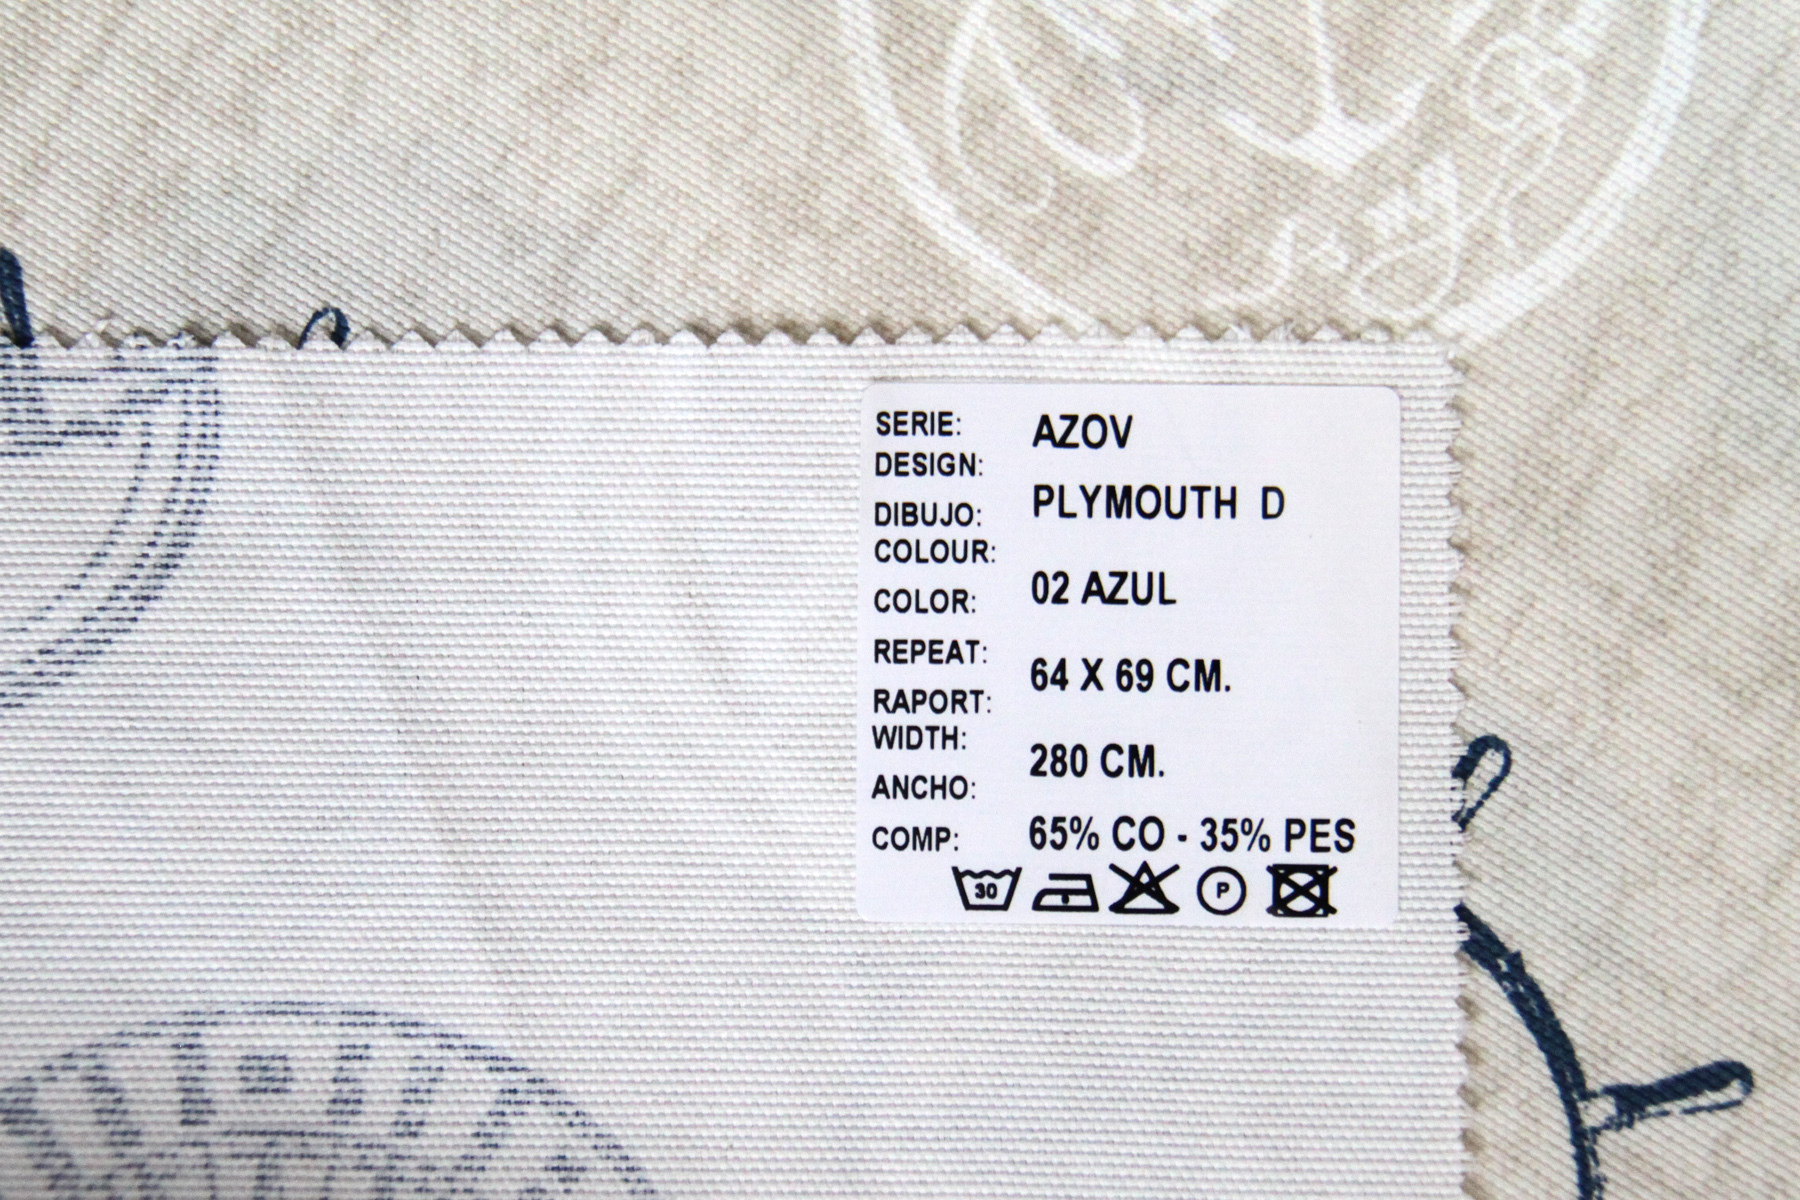 SERIE: AZOV
DESIGN:
DIBUJO: PLYMOUTH D
COLOUR:
COLOR: 02 AZUL
REPEAT:
RAPORT: 64 X 69 CM.
WIDTH:
ANCHO: 280 CM.
COMP: 65% CO - 35% PES
30 P